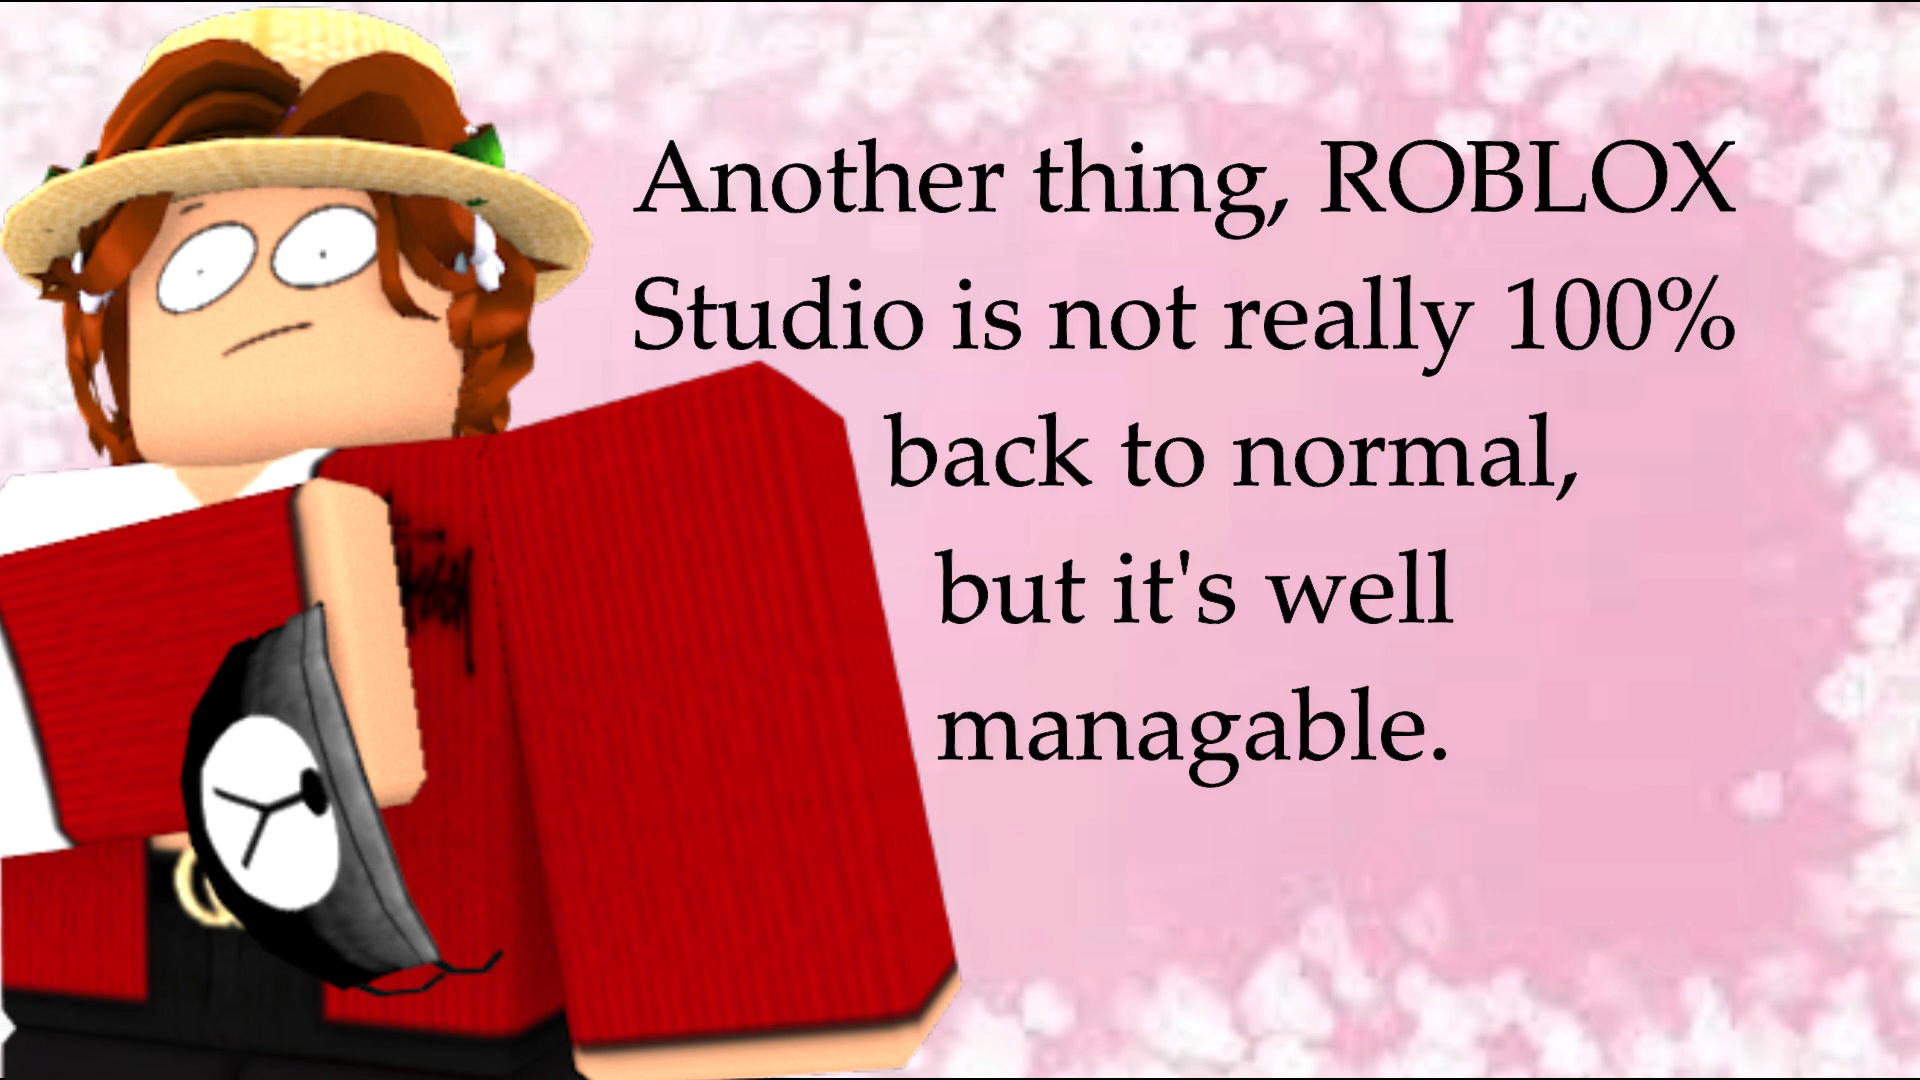 Another thing, ROBLOX
Studio is not really 100%
back to normal,
but it's well
managable.